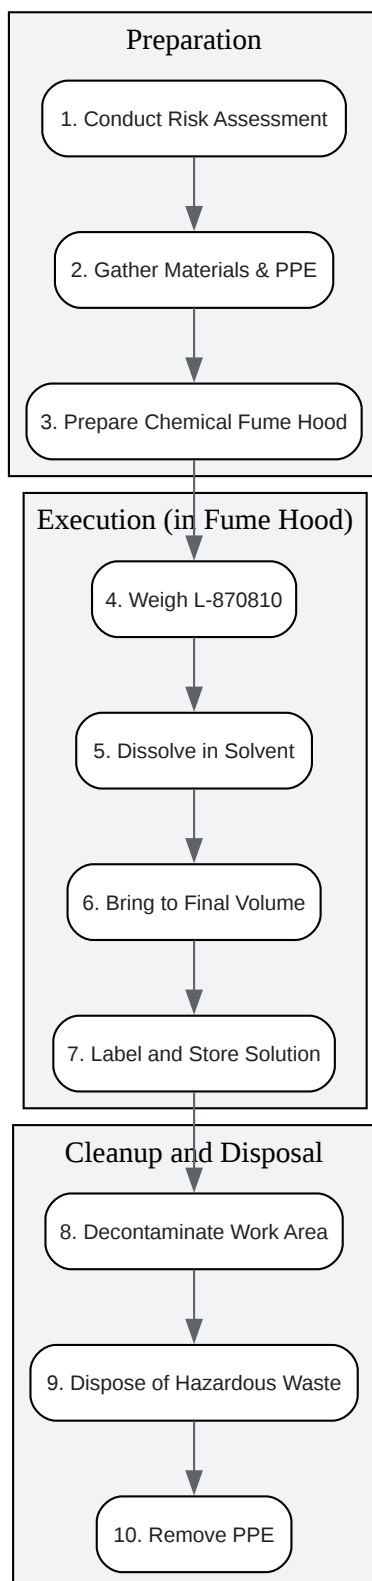 Preparation
1. Conduct Risk Assessment
2. Gather Materials & PPE
3. Prepare Chemical Fume Hood
Execution (in Fume Hood)
4. Weigh L-870810
5. Dissolve in Solvent
6. Bring to Final Volume
7. Label and Store Solution
Cleanup and Disposal
8. Decontaminate Work Area
9. Dispose of Hazardous Waste
10. Remove PPE